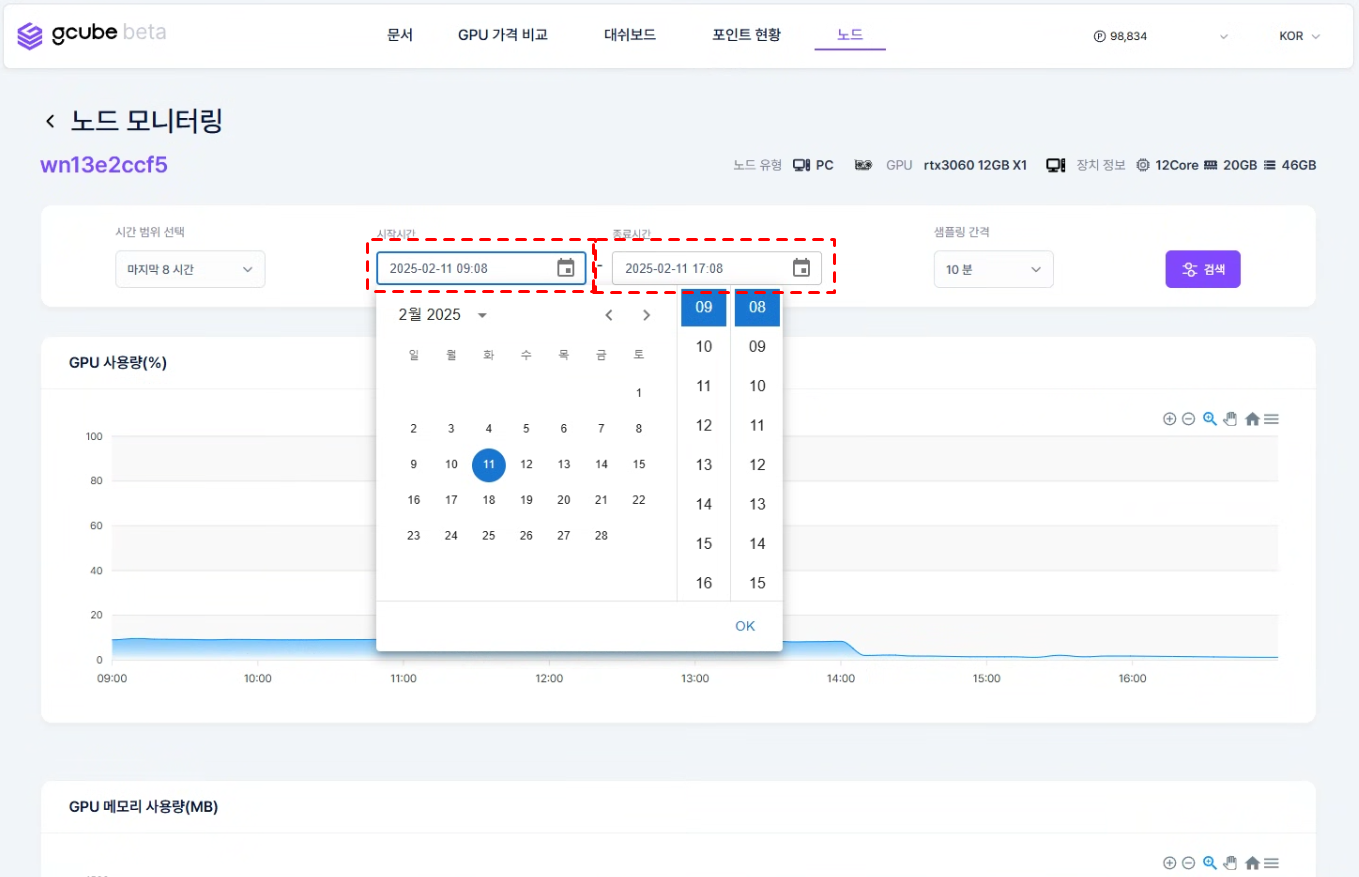 gcube beta
문서 GPU 가격 비교 대쉬보드 포인트 현황 노드 P 98,834 KOR
노드 모니터링
wn13e2ccf5
노드 유형 PC GPU rtx3060 12GB X1 장치 정보 12Core 20GB 46GB
시간 범위 선택 시작시간 종료시간 샘플링 간격
마지막 8 시간 2025-02-11 09:08 - 2025-02-11 17:08 10 분 검색
2월 2025
일 월 화 수 목 금 토
1
2 3 4 5 6 7 8
9 10 11 12 13 14 15
16 17 18 19 20 21 22
23 24 25 26 27 28
09 08
10 09
11 10
12 11
13 12
14 13
15 14
16 15
OK
GPU 사용량(%)
100
80
60
40
20
0
09:00 10:00 11:00 12:00 13:00 14:00 15:00 16:00
GPU 메모리 사용량(MB)